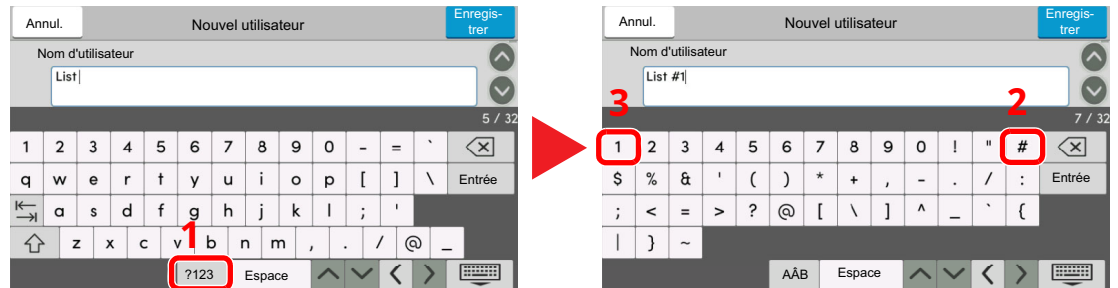 Annul.
Nouvel utilisateur
Enregis-
trer
Nom d'utilisateur
List
5 / 32
1 2 3 4 5 6 7 8 9 0 - = `
q w e r t y u i o p [ ] \ Entrée
a s d f g h j k l ; '
1
z x c v b n m , . / @ _
?123 Espace
Annul.
Nouvel utilisateur
Enregis-
trer
Nom d'utilisateur
List #1
3
2
7 / 32
1 2 3 4 5 6 7 8 9 0 ! " #
$ % & ' ( ) * + , - . / : Entrée
; < = > ? @ [ \ ] ^ _ ` {
| } ~
AÂB Espace